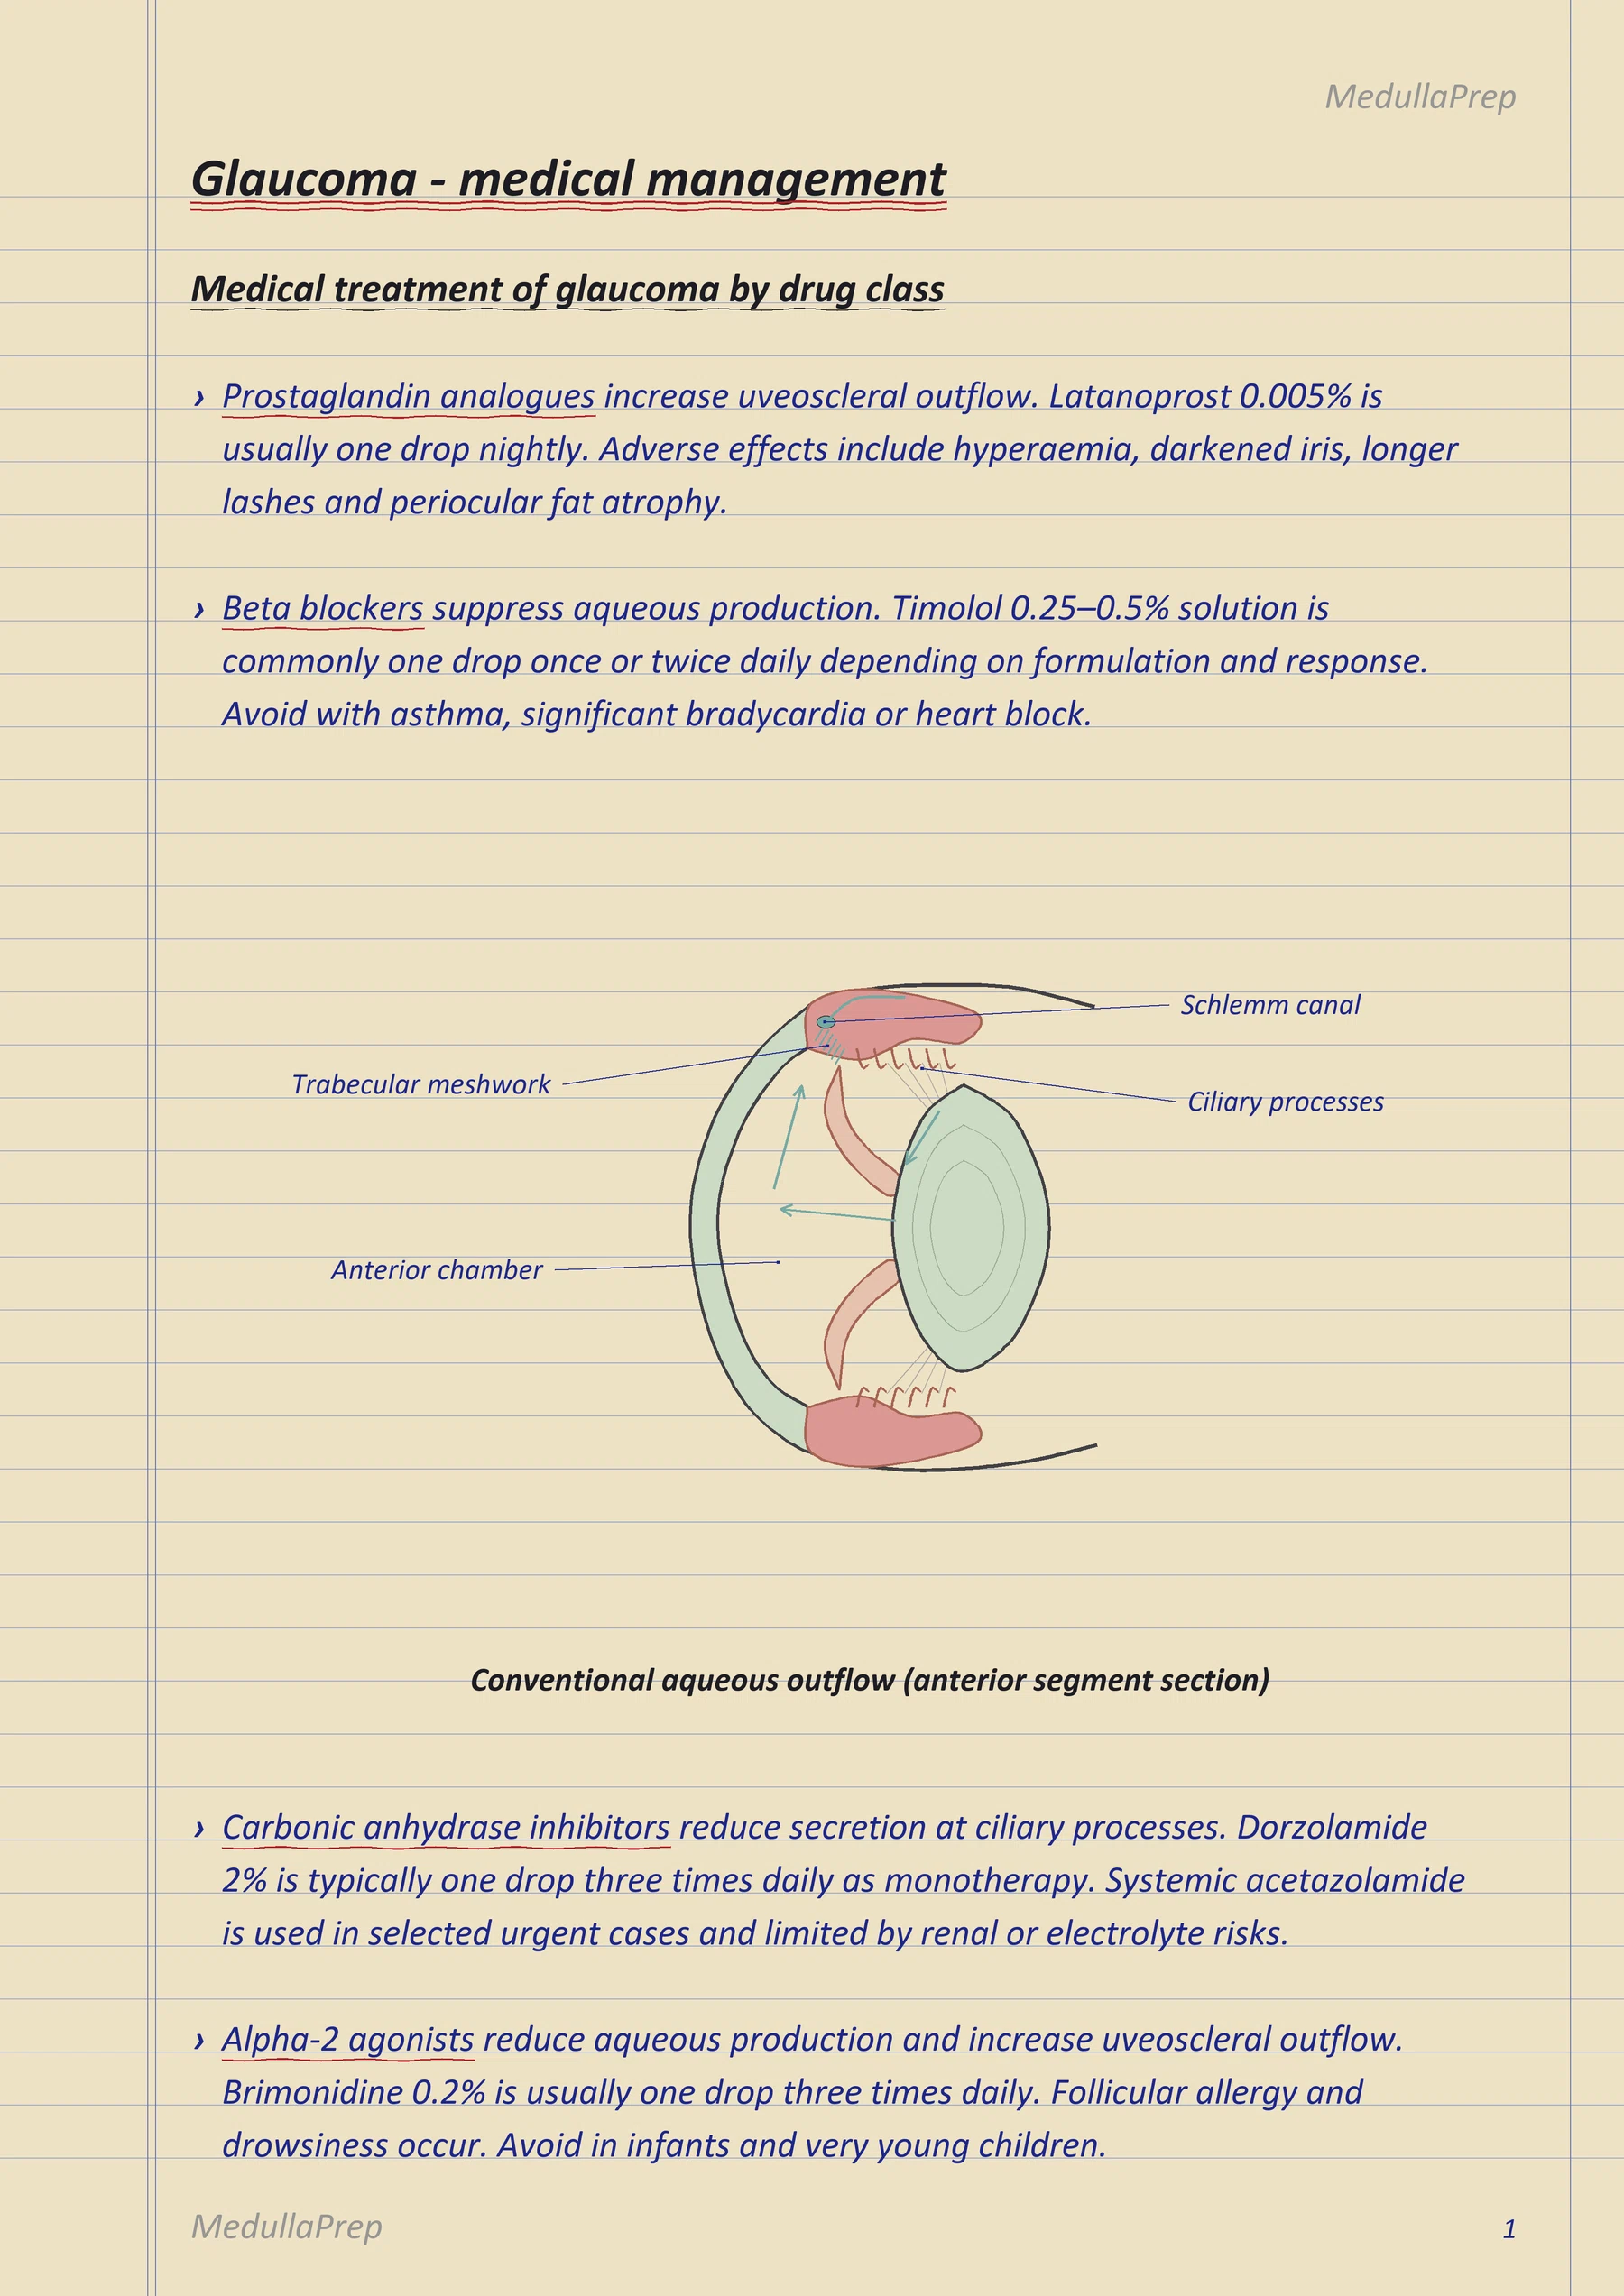 MedullaPrep
Glaucoma - medical management
Medical treatment of glaucoma by drug class
› Prostaglandin analogues increase uveoscleral outflow. Latanoprost 0.005% is
usually one drop nightly. Adverse effects include hyperaemia, darkened iris, longer
lashes and periocular fat atrophy.
› Beta blockers suppress aqueous production. Timolol 0.25–0.5% solution is
commonly one drop once or twice daily depending on formulation and response.
Avoid with asthma, significant bradycardia or heart block.
Schlemm canal
Trabecular meshwork
Ciliary processes
Anterior chamber
Conventional aqueous outflow (anterior segment section)
› Carbonic anhydrase inhibitors reduce secretion at ciliary processes. Dorzolamide
2% is typically one drop three times daily as monotherapy. Systemic acetazolamide
is used in selected urgent cases and limited by renal or electrolyte risks.
› Alpha-2 agonists reduce aqueous production and increase uveoscleral outflow.
Brimonidine 0.2% is usually one drop three times daily. Follicular allergy and
drowsiness occur. Avoid in infants and very young children.
MedullaPrep
1